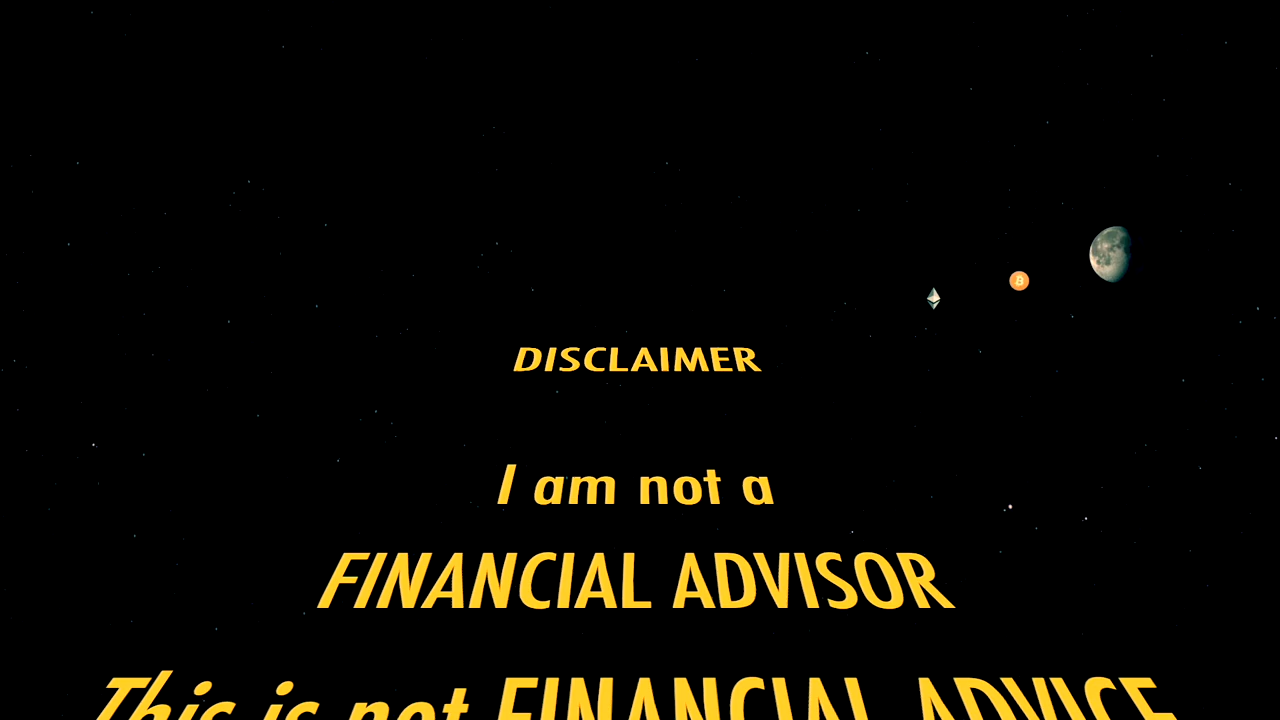 DISCLAIMER
I am not a
FINANCIAL ADVISOR
This is not FINANCIAL ADVICE